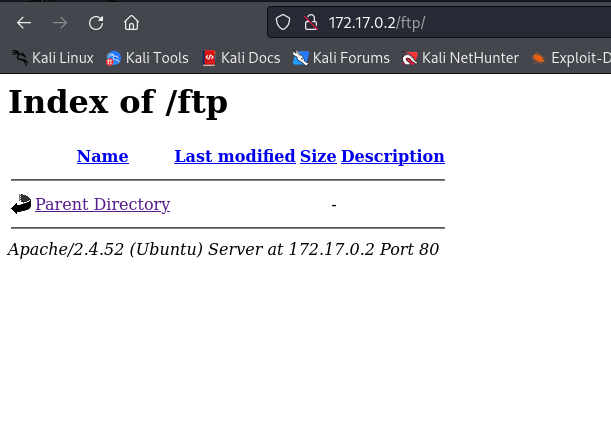 172.17.0.2/ftp/
Kali Linux Kali Tools Kali Docs Kali Forums Kali NetHunter Exploit-D
Index of /ftp
Name Last modified Size Description
Parent Directory -
Apache/2.4.52 (Ubuntu) Server at 172.17.0.2 Port 80